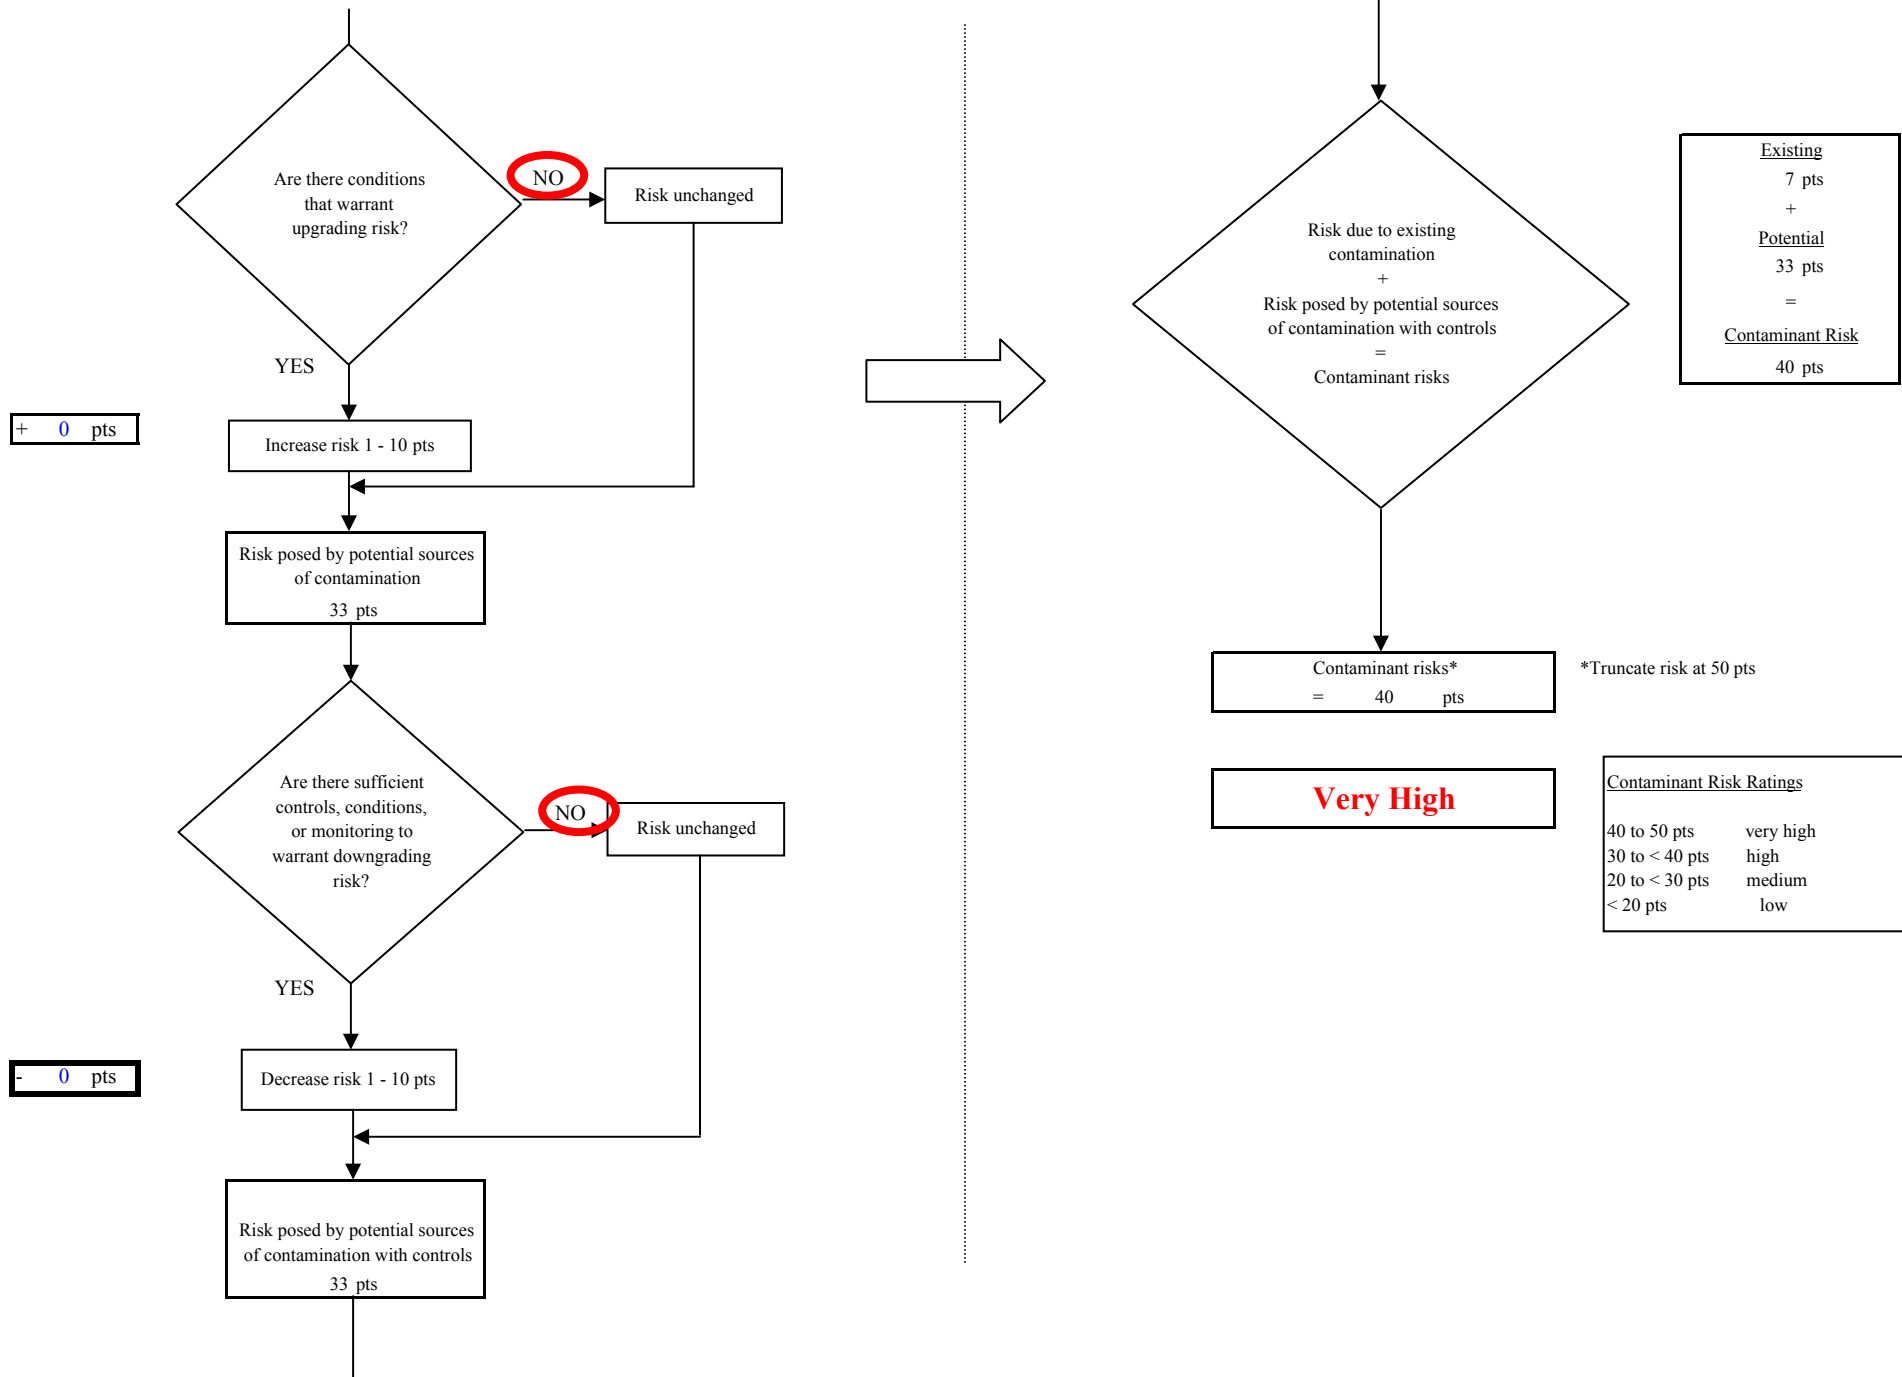 Are there conditions
that warrant
upgrading risk?
NO
Risk unchanged
YES
+ 0 pts
Increase risk 1 - 10 pts
Risk posed by potential sources
of contamination
33 pts
Are there sufficient
controls, conditions,
or monitoring to
warrant downgrading
risk?
NO
Risk unchanged
YES
- 0 pts
Decrease risk 1 - 10 pts
Risk posed by potential sources
of contamination with controls
33 pts
Risk due to existing
contamination
+
Risk posed by potential sources
of contamination with controls
=
Contaminant risks
Existing
7 pts
+
Potential
33 pts
=
Contaminant Risk
40 pts
Contaminant risks*
= 40 pts
*Truncate risk at 50 pts
Very High
Contaminant Risk Ratings
40 to 50 pts very high
30 to < 40 pts high
20 to < 30 pts medium
< 20 pts low